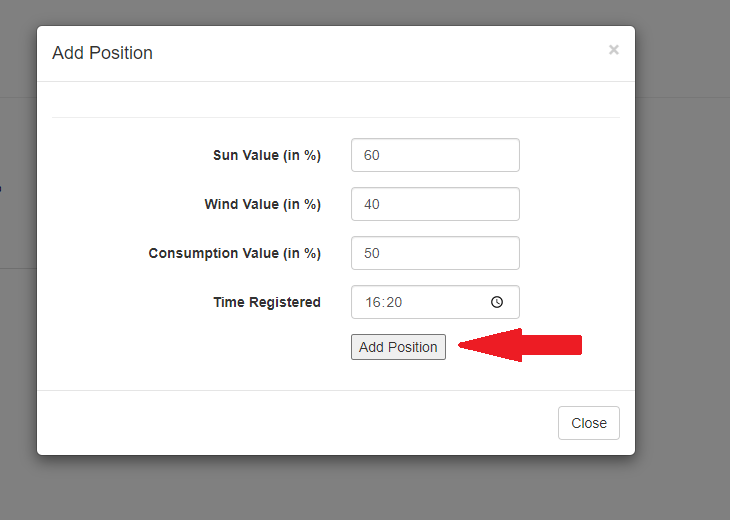 Add Position
×
Sun Value (in %) 60
Wind Value (in %) 40
Consumption Value (in %) 50
Time Registered 16:20
Add Position
Close